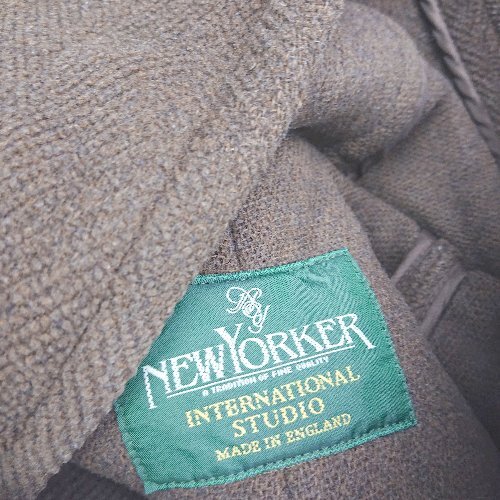 NEWYORKER
A TRADITION OF FINE QUALITY
INTERNATIONAL
STUDIO
MADE IN ENGLAND